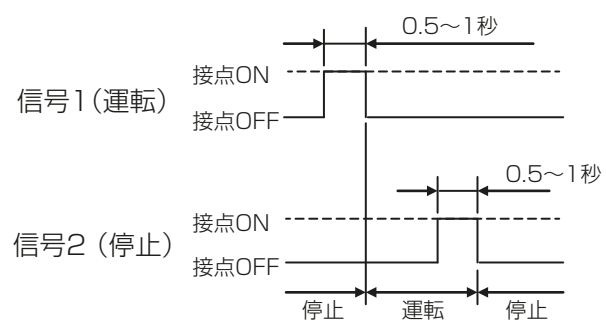 0.5～1秒
接点ON
信号1（運転）
接点OFF
0.5～1秒
接点ON
信号2（停止）
接点OFF
停止 運転 停止